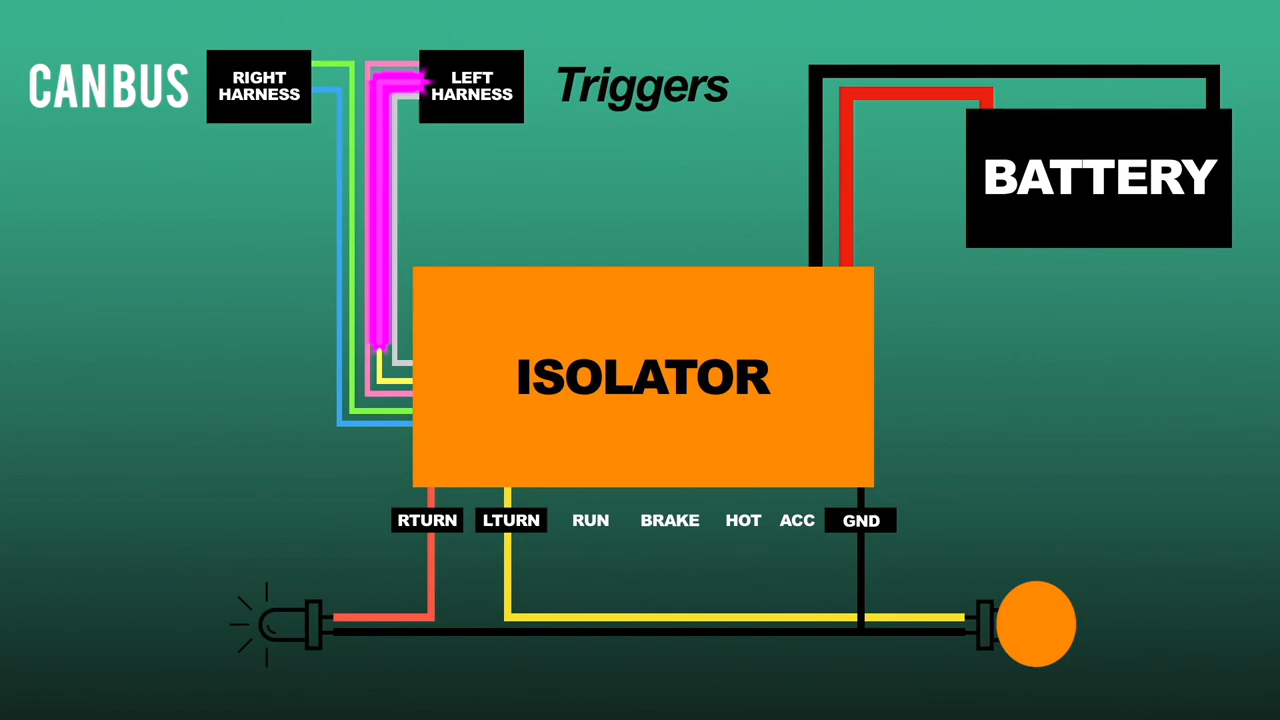 CANBUS
RIGHT
HARNESS
LEFT
HARNESS
Triggers
BATTERY
ISOLATOR
RTURN
LTURN
RUN
BRAKE
HOT
ACC
GND